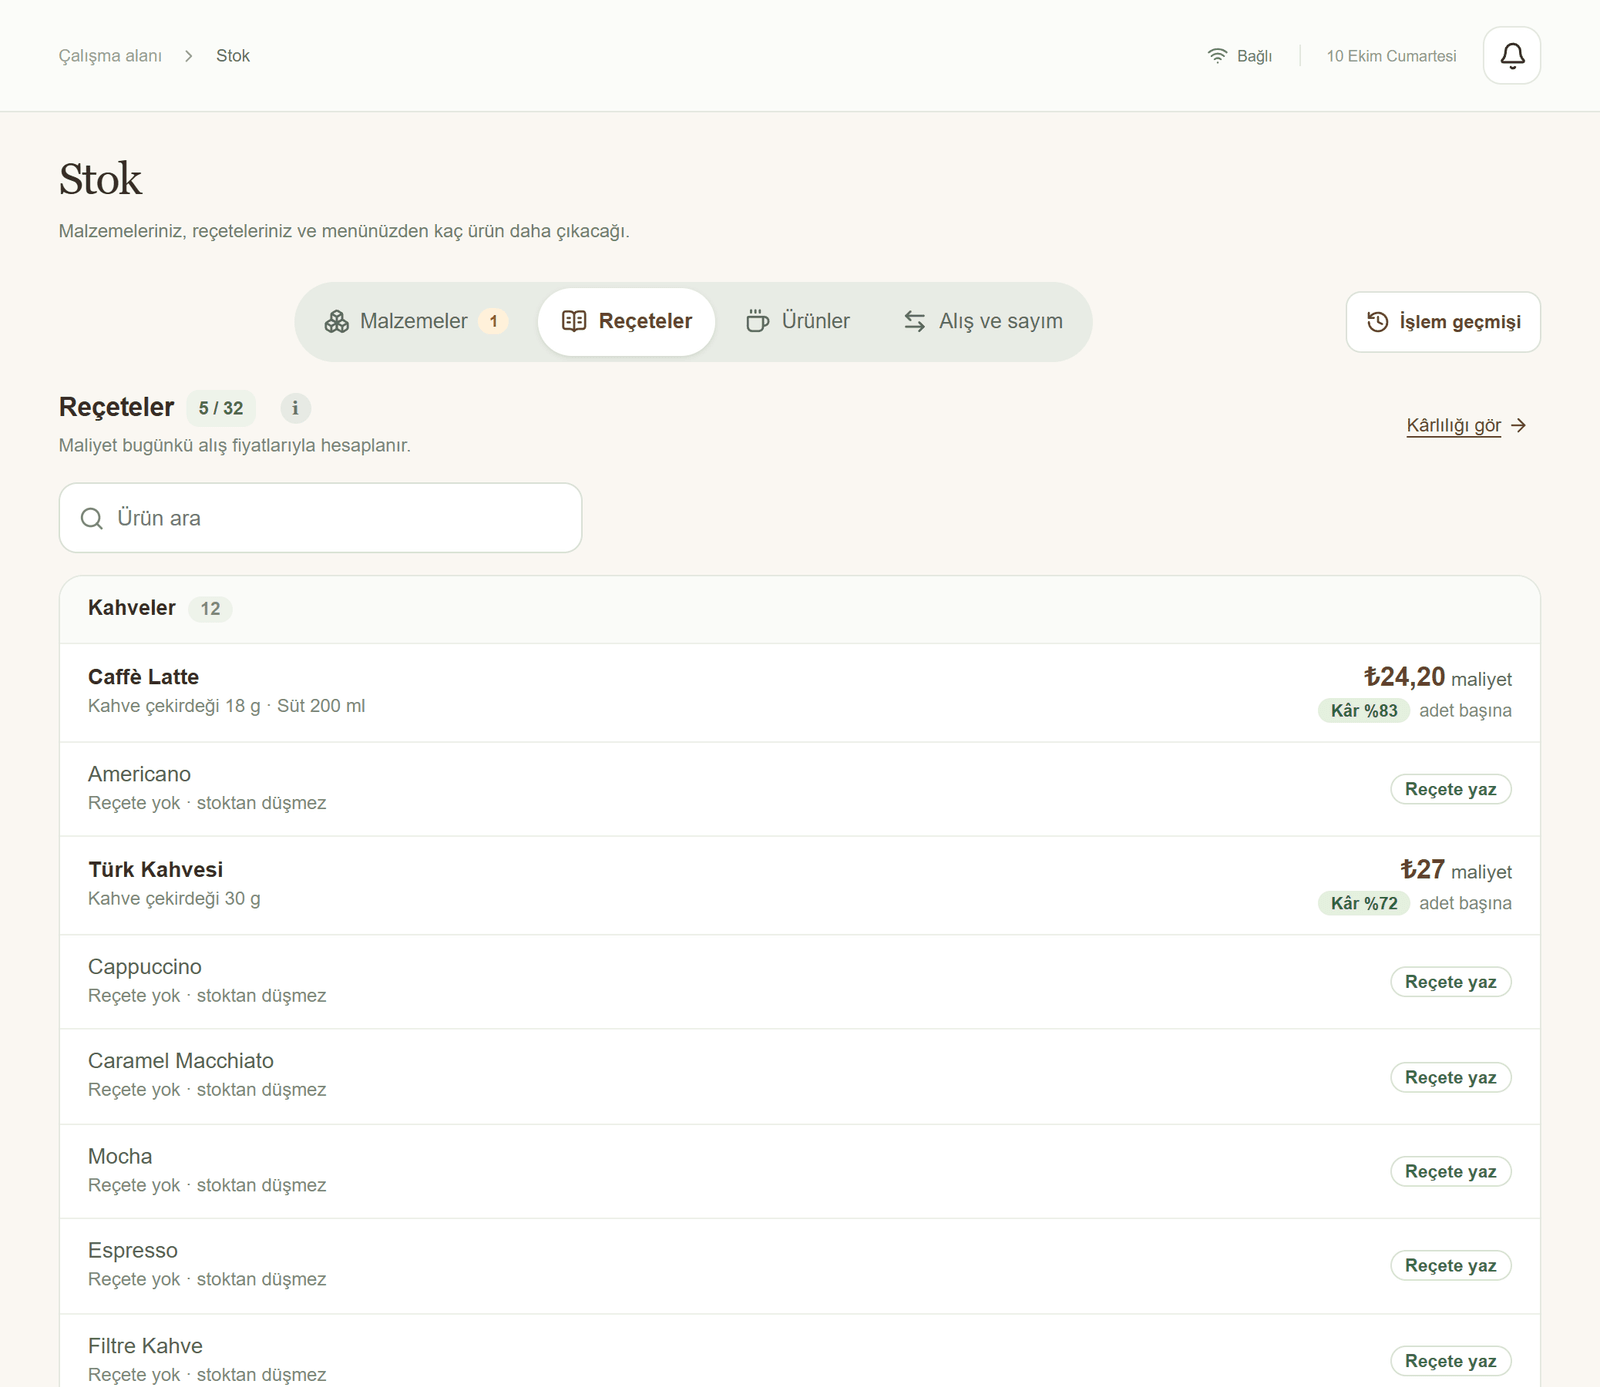 Çalışma alanı
Stok
Bağlı
10 Ekim Cumartesi
Stok
Malzemeleriniz, reçeteleriniz ve menünüzden kaç ürün daha çıkacağı.
Malzemeler 1
Reçeteler
Ürünler
Alış ve sayım
İşlem geçmişi
Reçeteler 5 / 32 i
Maliyet bugünkü alış fiyatlarıyla hesaplanır.
Kârlılığı gör
Ürün ara
Kahveler 12
Caffè Latte
Kahve çekirdeği 18 g · Süt 200 ml
₺24,20 maliyet
Kâr %83 adet başına
Americano
Reçete yok · stoktan düşmez
Reçete yaz
Türk Kahvesi
Kahve çekirdeği 30 g
₺27 maliyet
Kâr %72 adet başına
Cappuccino
Reçete yok · stoktan düşmez
Reçete yaz
Caramel Macchiato
Reçete yok · stoktan düşmez
Reçete yaz
Mocha
Reçete yok · stoktan düşmez
Reçete yaz
Espresso
Reçete yok · stoktan düşmez
Reçete yaz
Filtre Kahve
Reçete yok · stoktan düşmez
Reçete yaz